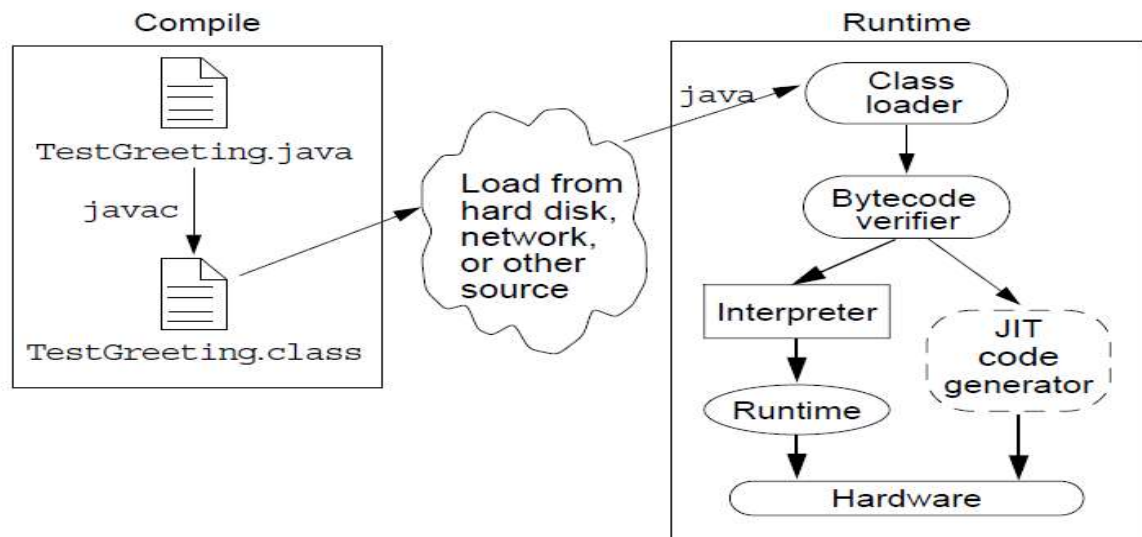 Compile
TestGreeting.java
javac
TestGreeting.class
Load from
hard disk,
network,
or other
source
Runtime
java
Class
loader
Bytecode
verifier
Interpreter
JIT
code
generator
Runtime
Hardware